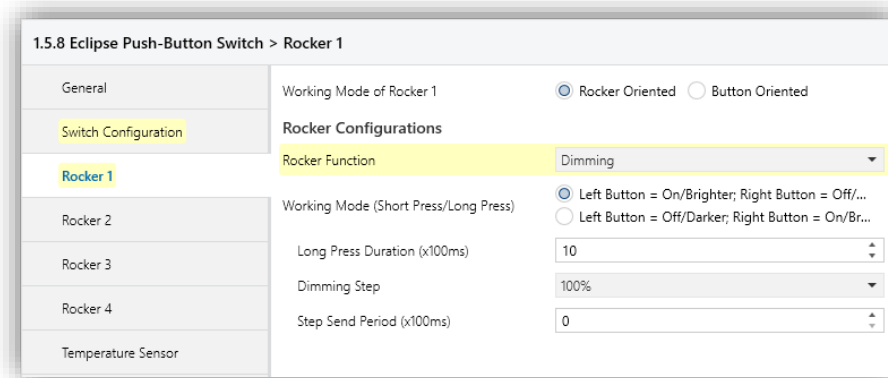 1.5.8 Eclipse Push-Button Switch > Rocker 1
General
Switch Configuration
Rocker 1
Rocker 2
Rocker 3
Rocker 4
Temperature Sensor
Working Mode of Rocker 1
Rocker Oriented
Button Oriented
Rocker Configurations
Rocker Function
Dimming
Working Mode (Short Press/Long Press)
Left Button = On/Brighter; Right Button = Off/...
Left Button = Off/Darker; Right Button = On/Br...
Long Press Duration (x100ms)
10
Dimming Step
100%
Step Send Period (x100ms)
0